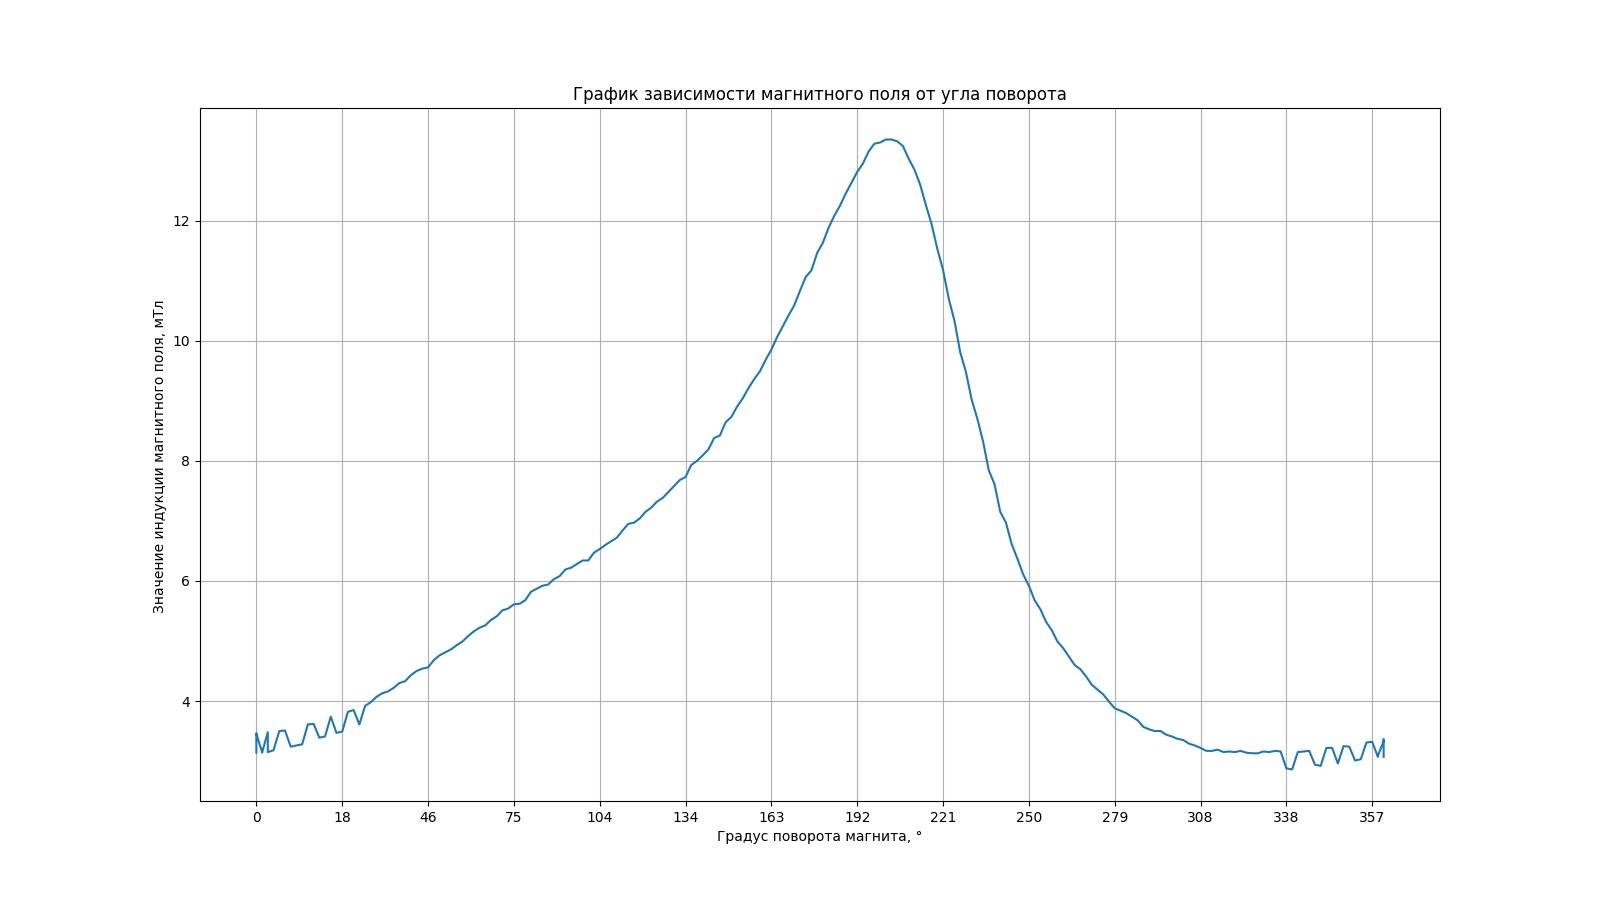 График зависимости магнитного поля от угла поворота
Значение индукции магнитного поля, мТл
12
10
8
6
4
0 18 46 75 104 134 163 192 221 250 279 308 338 357
Градус поворота магнита, °